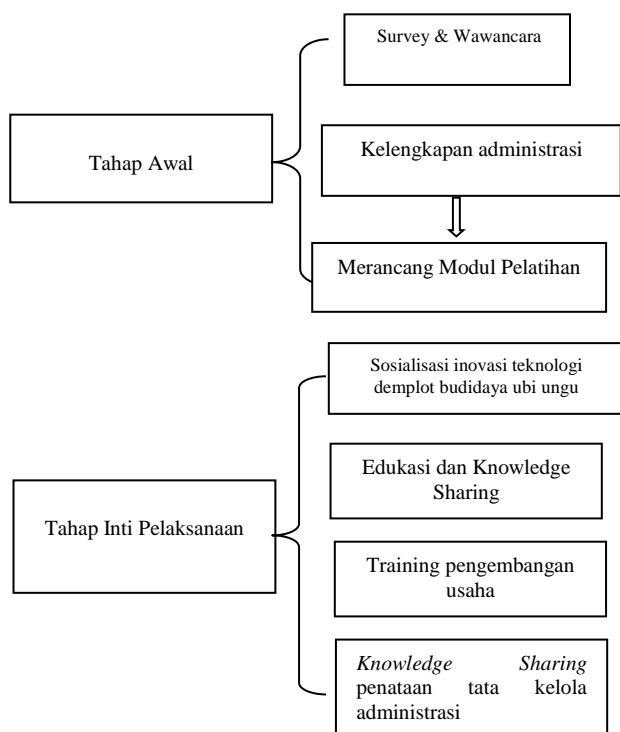 Survey & Wawancara
Tahap Awal
Kelengkapan administrasi
Merancang Modul Pelatihan
Sosialisasi inovasi teknologi
demplot budidaya ubi ungu
Edukasi dan Knowledge
Sharing
Tahap Inti Pelaksanaan
Training pengembangan
usaha
Knowledge Sharing
penataan tata kelola
administrasi